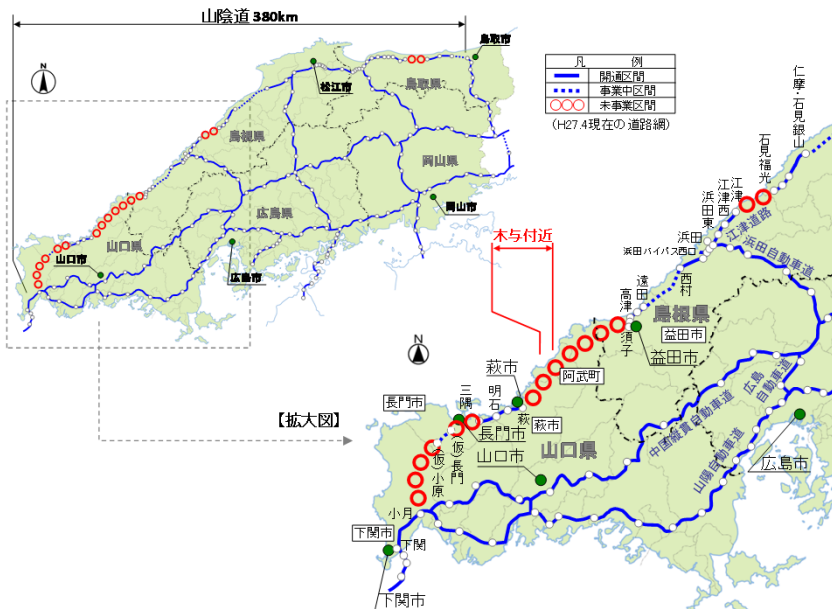 山陰道 380km
鳥取市
松江市
鳥取県
島根県
岡山県
岡山市
広島県
広島市
山口県
山口市
凡 例
開通区間
事業中区間
未事業区間
(H27.4現在の道路網)
仁摩・石見銀山
石見福光
江津
江津西
浜田東
江津道路
浜田
浜田自動車道
浜田バイパス西口
西村
遠田
高津
須子
島根県
益田市
益田市
木与付近
阿武町
萩市
明石
三隅
長門市
萩
萩市
長門市
(仮)長門
(仮)小原
山口市
山口県
中国縦貫自動車道
広島自動車道
山陽自動車道
広島市
小月
下関市
下関
下関市
【拡大図】
N
N